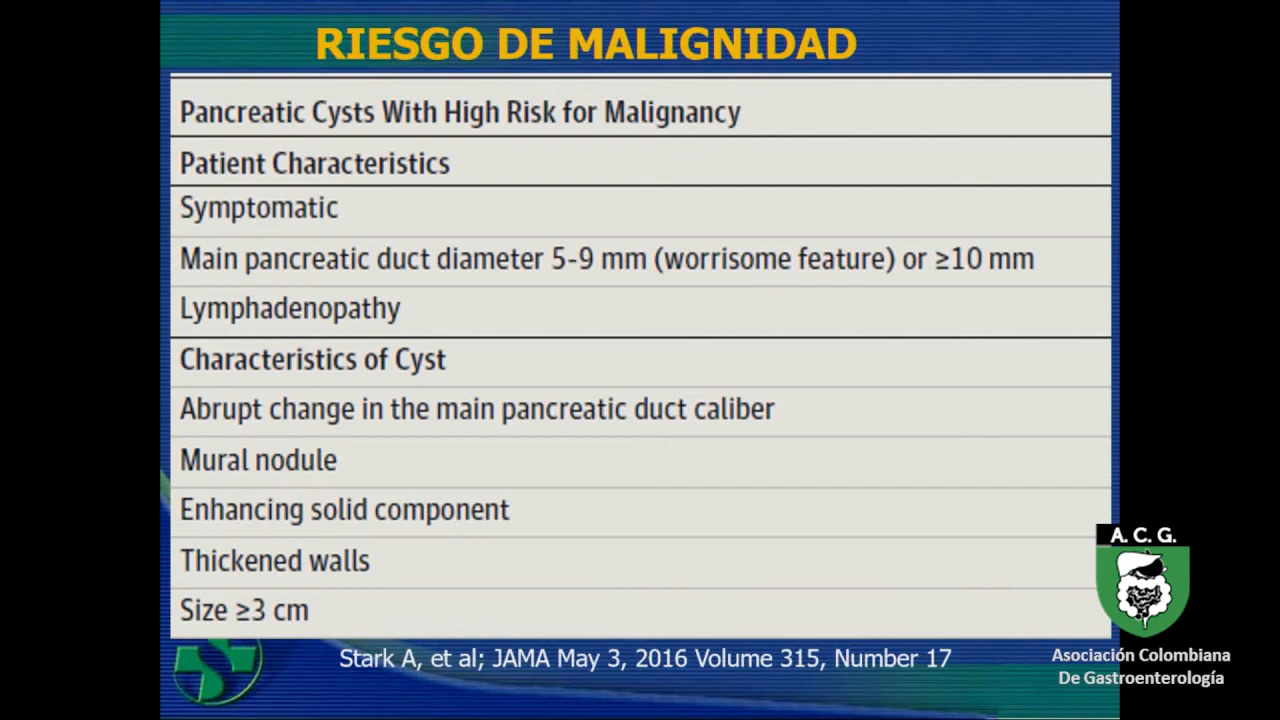 RIESGO DE MALIGNIDAD
Pancreatic Cysts With High Risk for Malignancy
Patient Characteristics
Symptomatic
Main pancreatic duct diameter 5-9 mm (worrisome feature) or ≥10 mm
Lymphadenopathy
Characteristics of Cyst
Abrupt change in the main pancreatic duct caliber
Mural nodule
Enhancing solid component
Thickened walls
Size ≥3 cm
Stark A, et al; JAMA May 3, 2016 Volume 315, Number 17
A. C. G.
Asociación Colombiana
De Gastroenterología